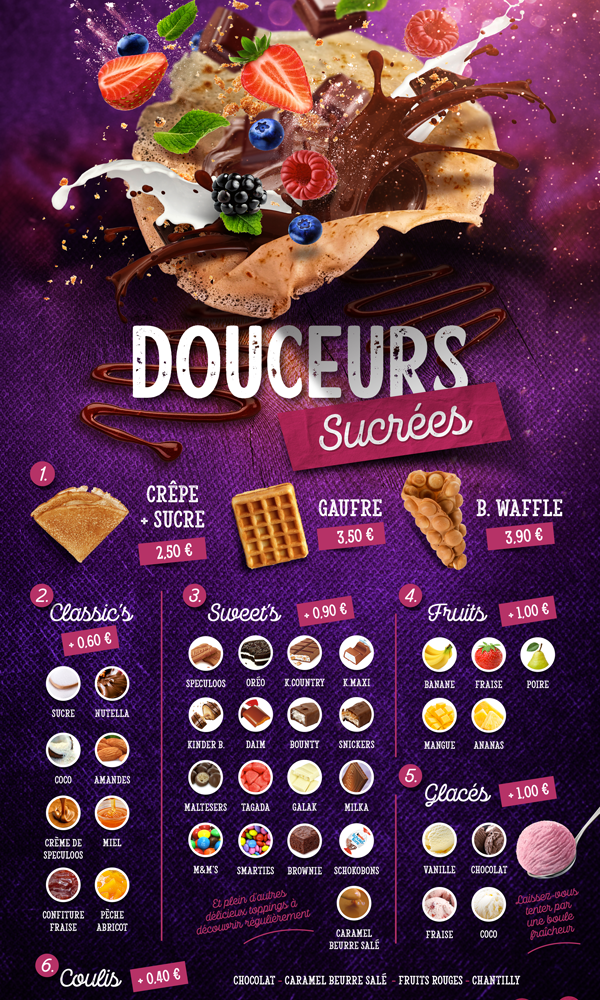 DOUCEURS
Sucrées
1.
CRÊPE
+ SUCRE
2,50 €
GAUFRE
3,50 €
B. WAFFLE
3,90 €
2.
Classic's
+ 0,60 €
SUCRE NUTELLA
COCO AMANDES
CRÈME DE
SPECULOOS
MIEL
CONFITURE
FRAISE
PÊCHE
ABRICOT
3.
Sweet's
+ 0,90 €
SPECULOOS ORÉO K.COUNTRY K.MAXI
KINDER B. DAIM BOUNTY SNICKERS
MALTESERS TAGADA GALAK MILKA
M&M'S SMARTIES BROWNIE SCHOKOBONS
Et plein d'autres
délicieux toppings à
découvrir régulièrement
CARAMEL
BEURRE SALÉ
4.
Fruits
+ 1,00 €
BANANE FRAISE POIRE
MANGUE ANANAS
5.
Glacés
+ 1,00 €
VANILLE CHOCOLAT
FRAISE COCO
Laissez-vous
tenter par
une boule
fraîcheur
6.
Coulis
+ 0,40 €
CHOCOLAT - CARAMEL BEURRE SALÉ - FRUITS ROUGES - CHANTILLY